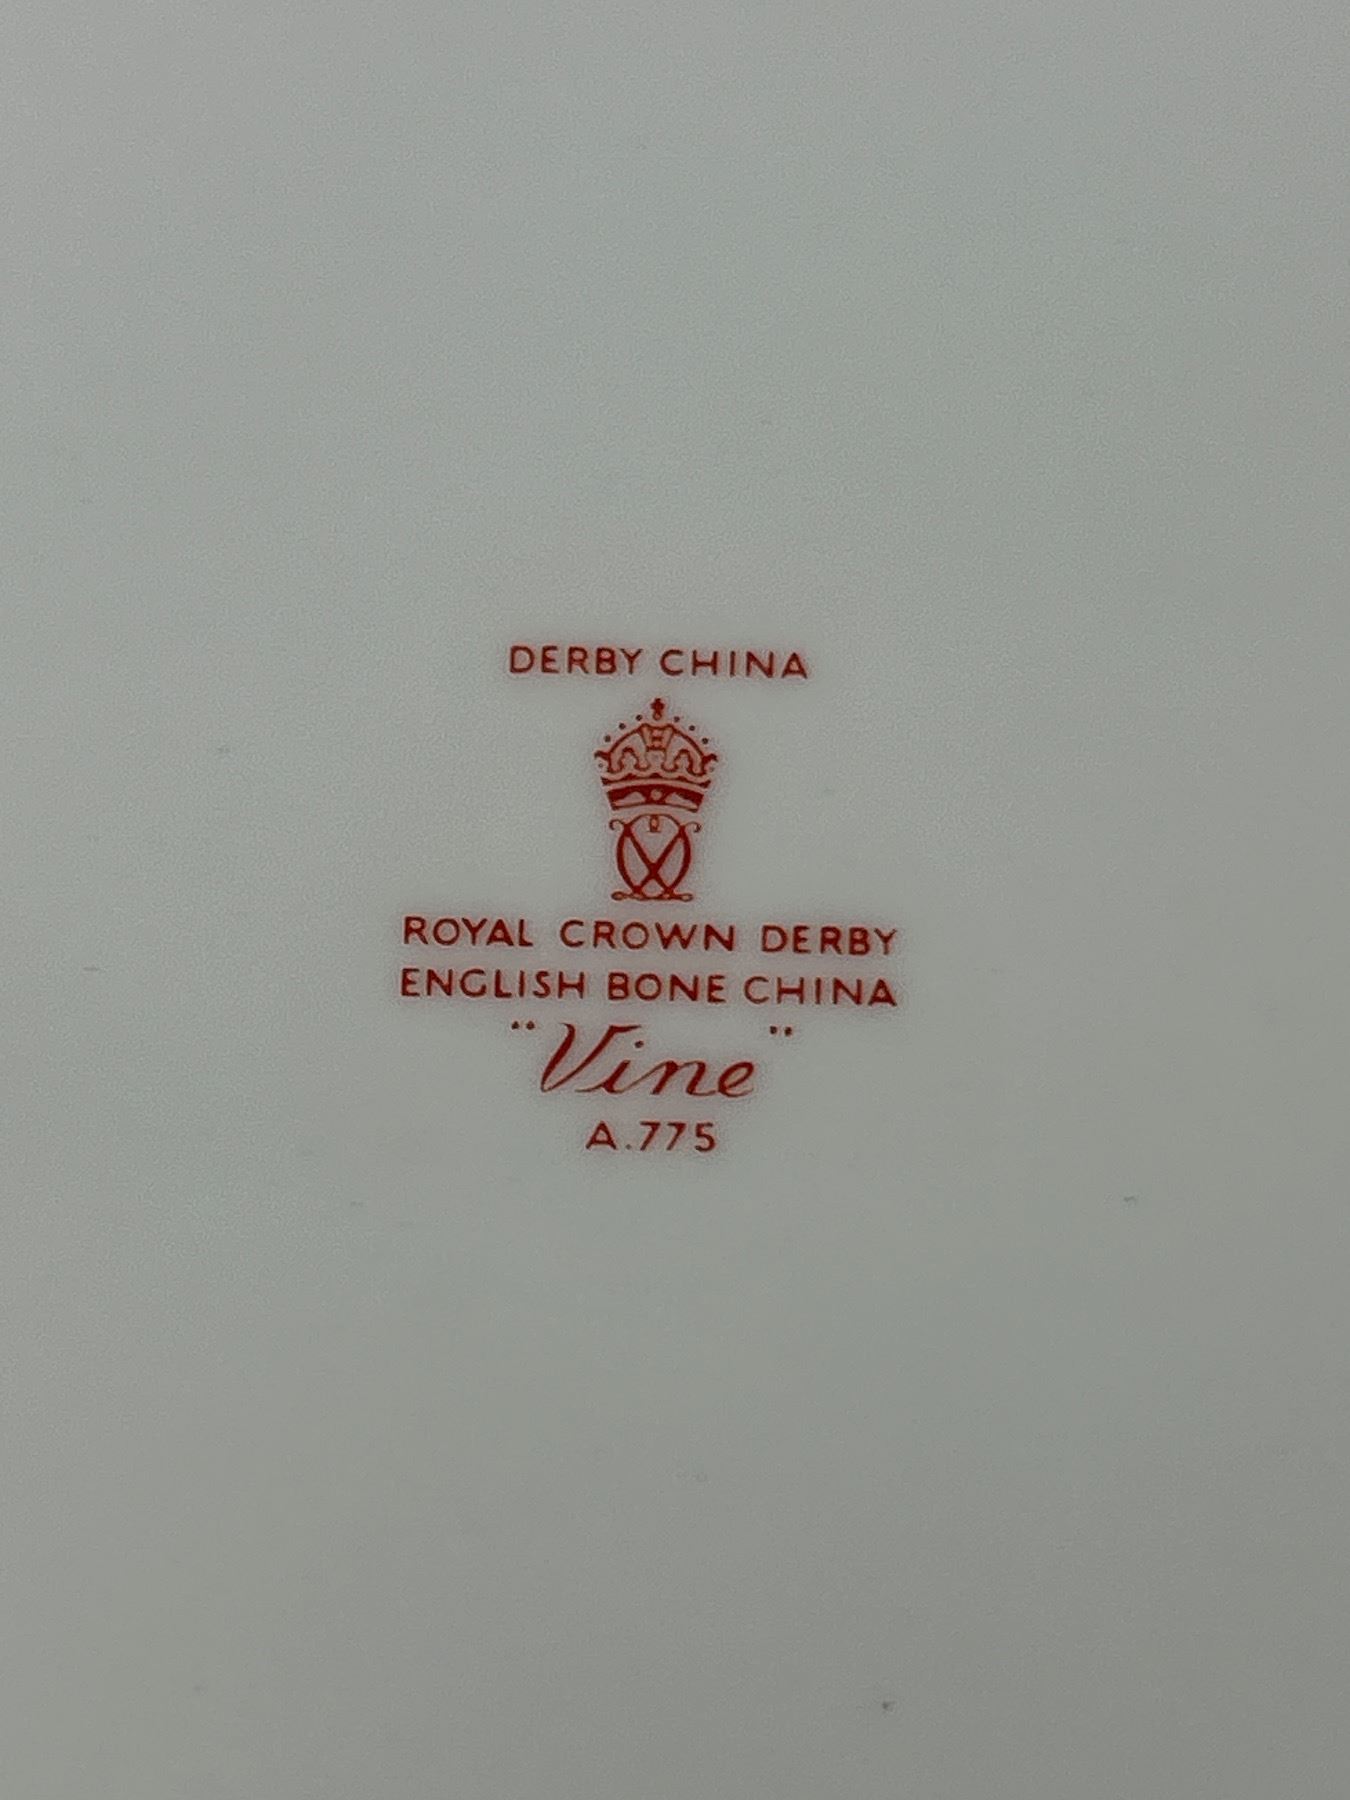 DERBY CHINA
ROYAL CROWN DERBY
ENGLISH BONE CHINA
"Vine"
A.775